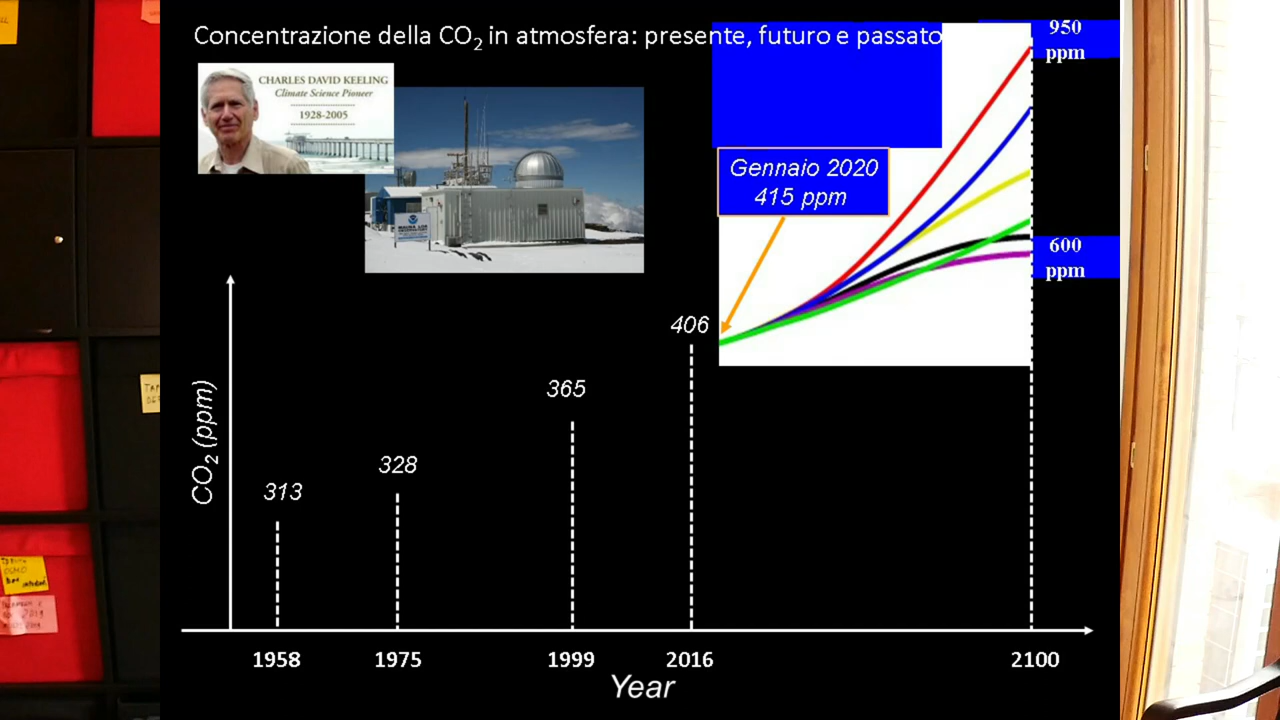 Concentrazione della CO2 in atmosfera: presente, futuro e passato
950
ppm
CHARLES DAVID KEELING
Climate Science Pioneer
1928-2005
Gennaio 2020
415 ppm
600
ppm
406
365
328
313
CO2 (ppm)
1958
1975
1999
2016
2100
Year